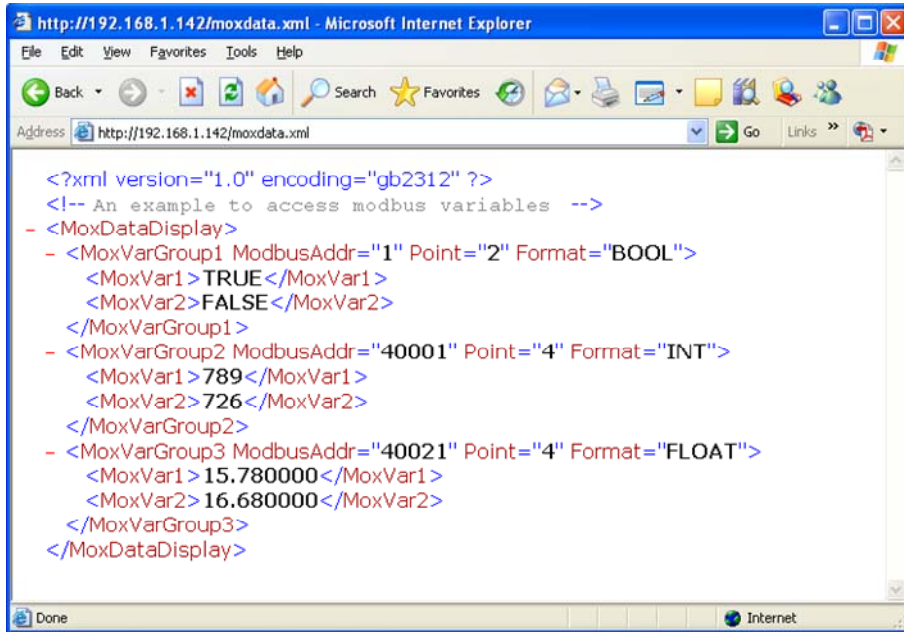 http://192.168.1.142/moxdata.xml - Microsoft Internet Explorer
File Edit View Favorites Tools Help
Back Search Favorites
Address http://192.168.1.142/moxdata.xml Go Links »
<?xml version="1.0" encoding="gb2312" ?>
<!-- An example to access modbus variables -->
- <MoxDataDisplay>
- <MoxVarGroup1 ModbusAddr="1" Point="2" Format="BOOL">
<MoxVar1>TRUE</MoxVar1>
<MoxVar2>FALSE</MoxVar2>
</MoxVarGroup1>
- <MoxVarGroup2 ModbusAddr="40001" Point="4" Format="INT">
<MoxVar1>789</MoxVar1>
<MoxVar2>726</MoxVar2>
</MoxVarGroup2>
- <MoxVarGroup3 ModbusAddr="40021" Point="4" Format="FLOAT">
<MoxVar1>15.780000</MoxVar1>
<MoxVar2>16.680000</MoxVar2>
</MoxVarGroup3>
</MoxDataDisplay>
Done Internet